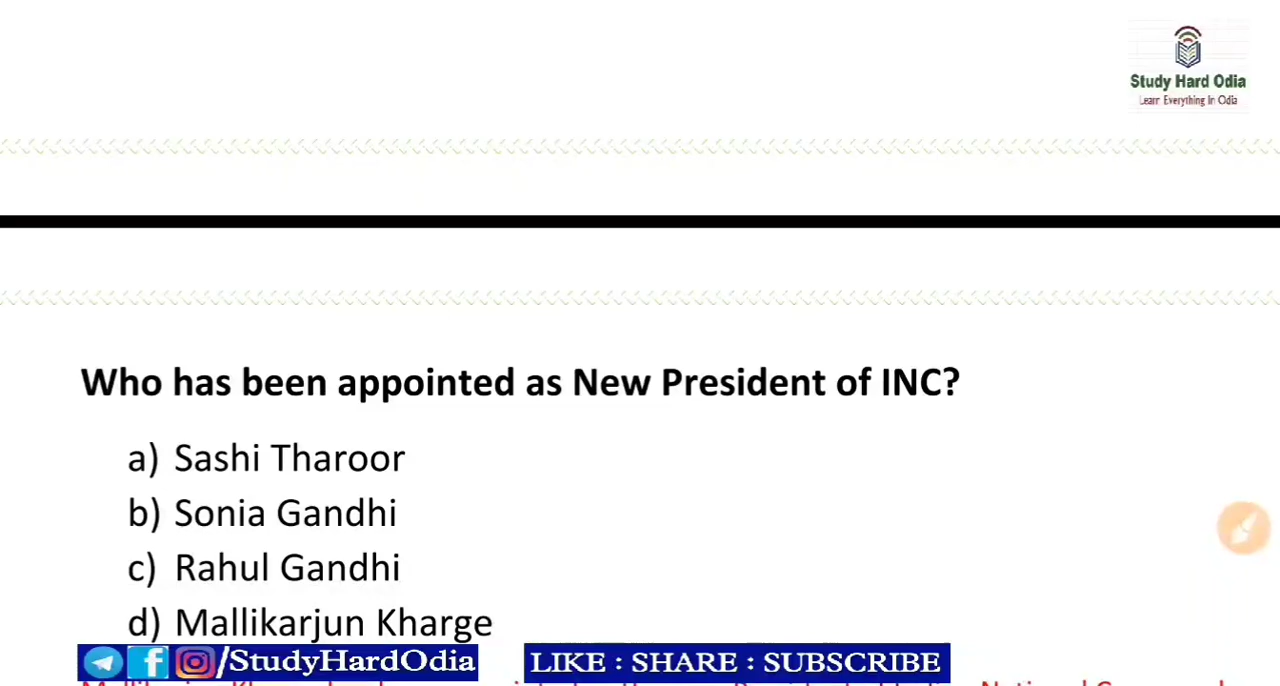 Study Hard Odia
Learn Everything In Odia
Who has been appointed as New President of INC?
a) Sashi Tharoor
b) Sonia Gandhi
c) Rahul Gandhi
d) Mallikarjun Kharge
/StudyHardOdia
LIKE : SHARE : SUBSCRIBE